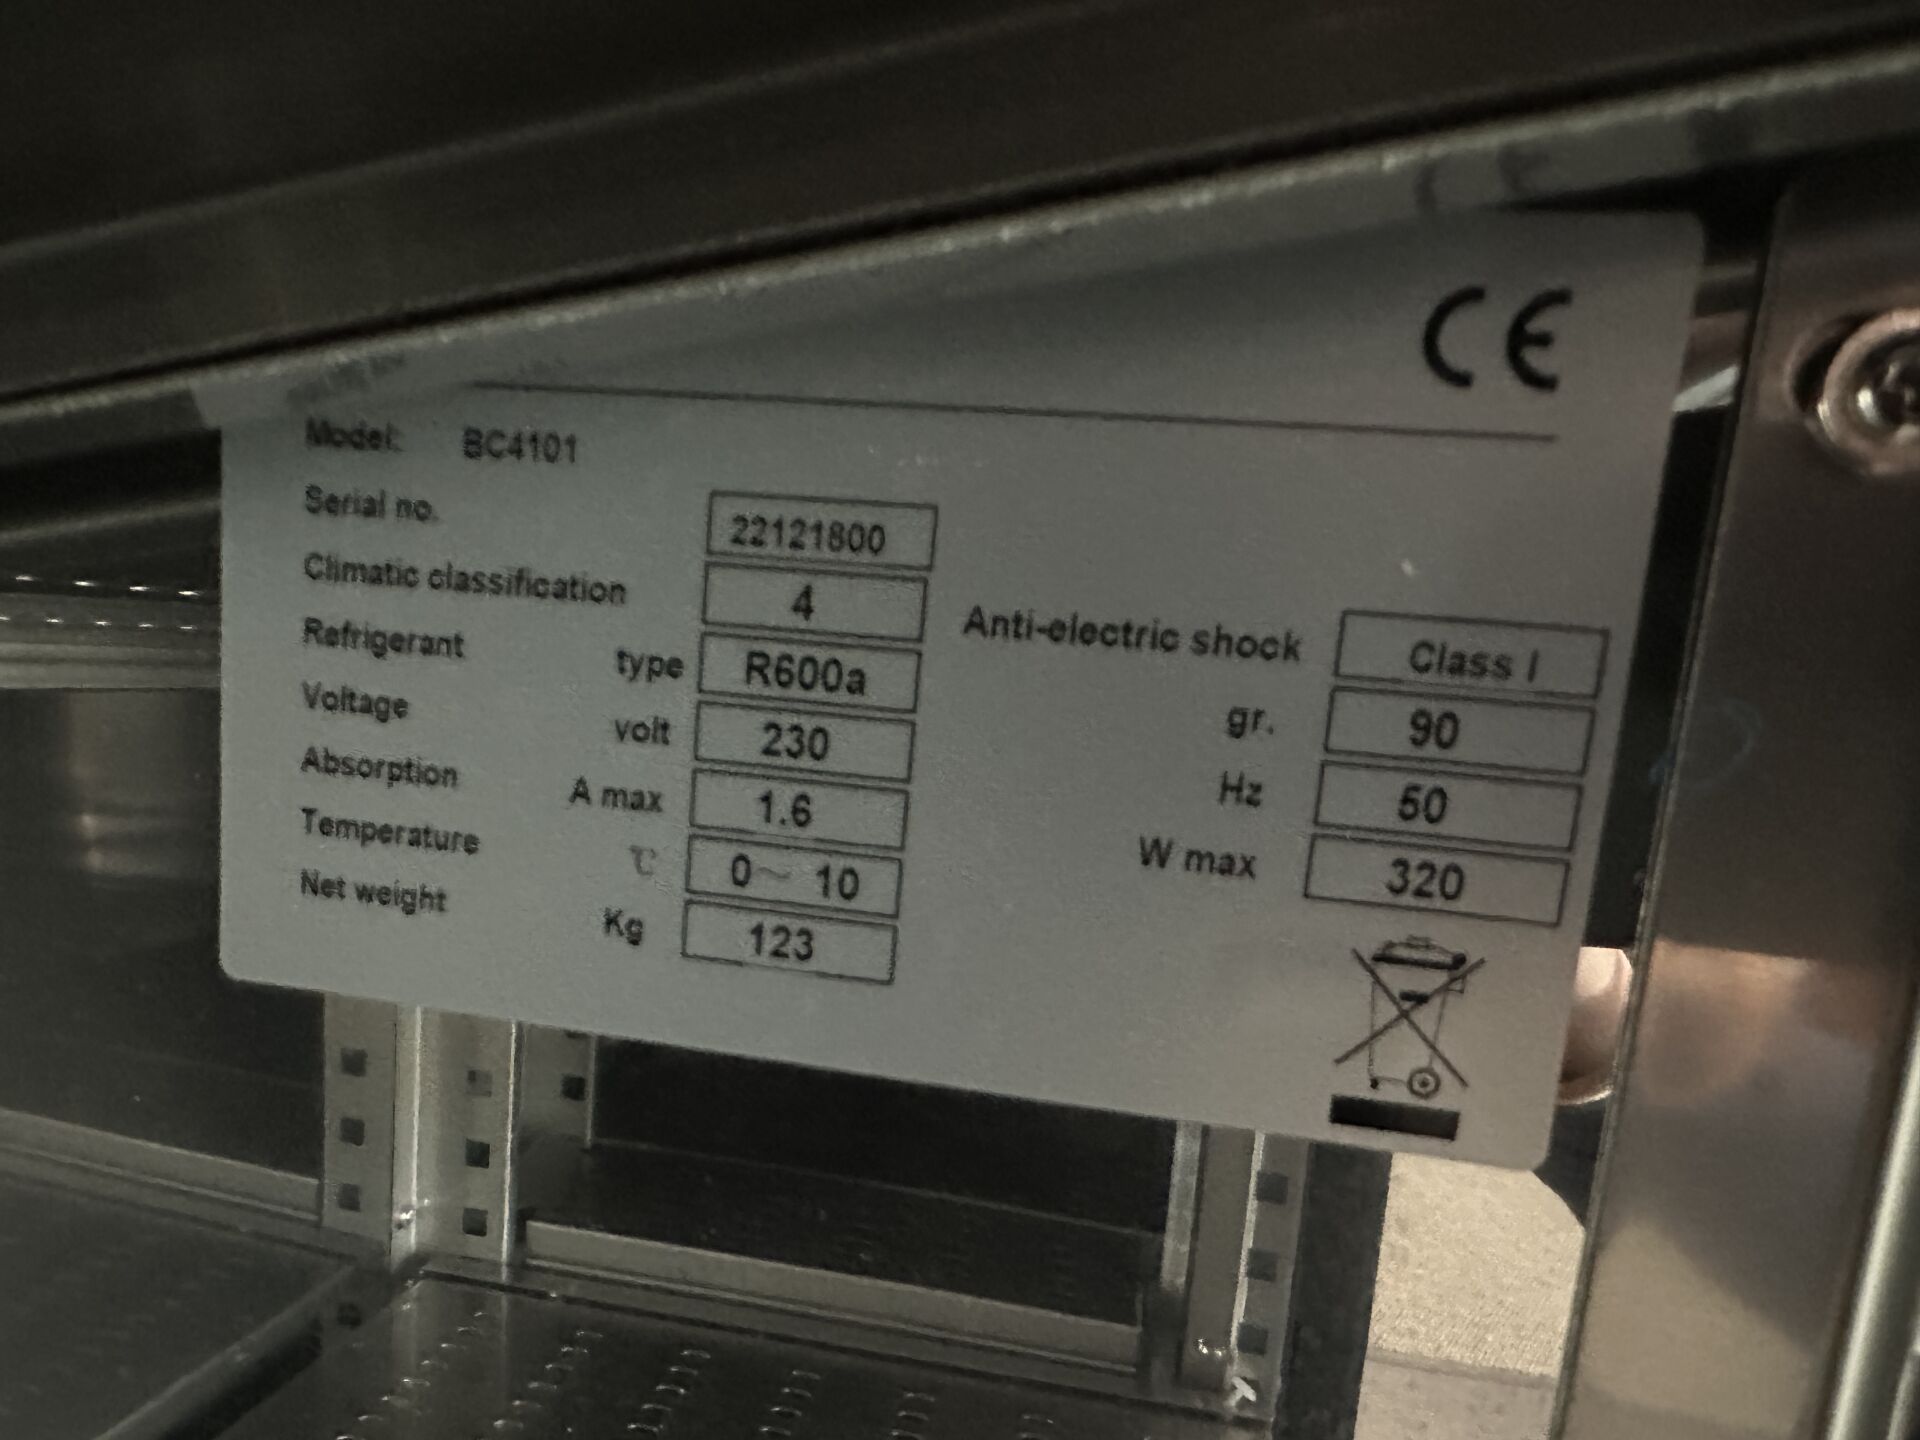 CE
Model: BC4101
Serial no. 22121800
Climatic classification 4 Anti-electric shock Class I
Refrigerant type R600a gr. 90
Voltage volt 230 Hz 50
Absorption A max 1.6 W max 320
Temperature ℃ 0～ 10
Net weight Kg 123